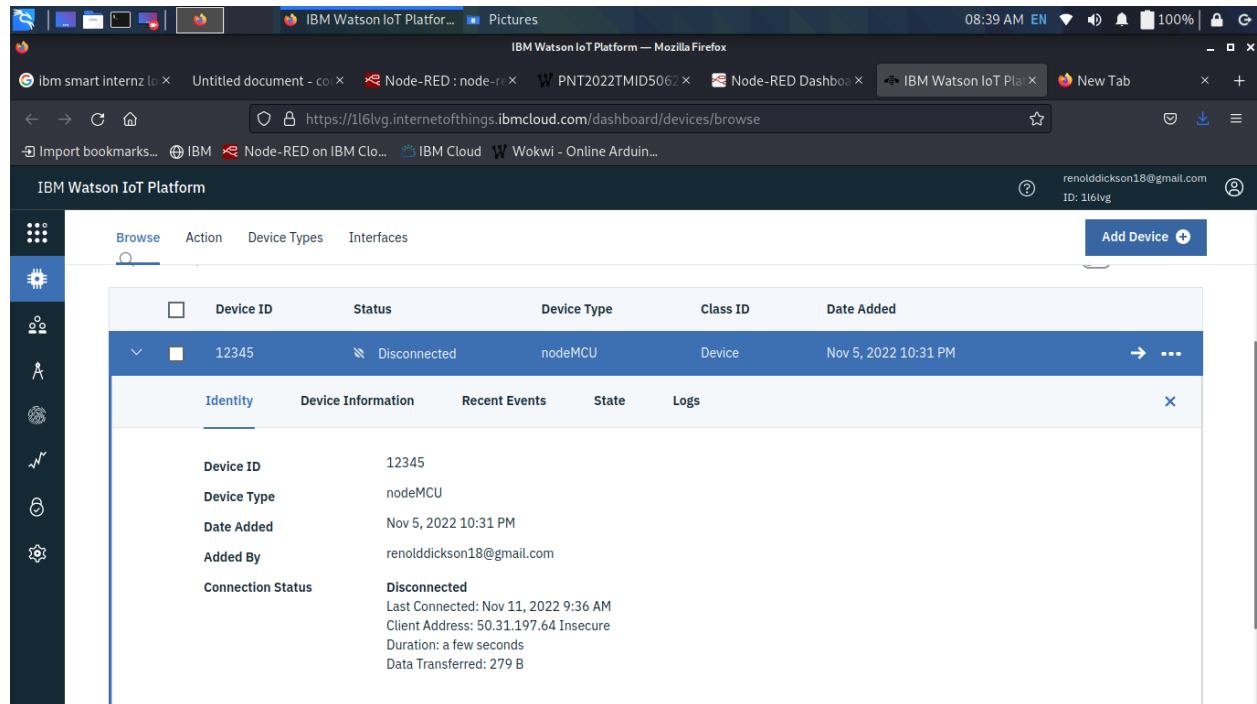 IBM Watson IoT Platfor... Pictures 08:39 AM EN 100%
IBM Watson IoT Platform — Mozilla Firefox
ibm smart internz lo Untitled document - co Node-RED : node-re PNT2022TMID5062 Node-RED Dashboa IBM Watson IoT Pla New Tab
https://1l6lvg.internetofthings.ibmcloud.com/dashboard/devices/browse
Import bookmarks... IBM Node-RED on IBM Clo... IBM Cloud Wokwi - Online Arduin...
IBM Watson IoT Platform
renolddickson18@gmail.com
ID: 1l6lvg
Browse Action Device Types Interfaces Add Device
Device ID Status Device Type Class ID Date Added
12345 Disconnected nodeMCU Device Nov 5, 2022 10:31 PM
Identity Device Information Recent Events State Logs
Device ID 12345
Device Type nodeMCU
Date Added Nov 5, 2022 10:31 PM
Added By renolddickson18@gmail.com
Connection Status Disconnected
Last Connected: Nov 11, 2022 9:36 AM
Client Address: 50.31.197.64 Insecure
Duration: a few seconds
Data Transferred: 279 B